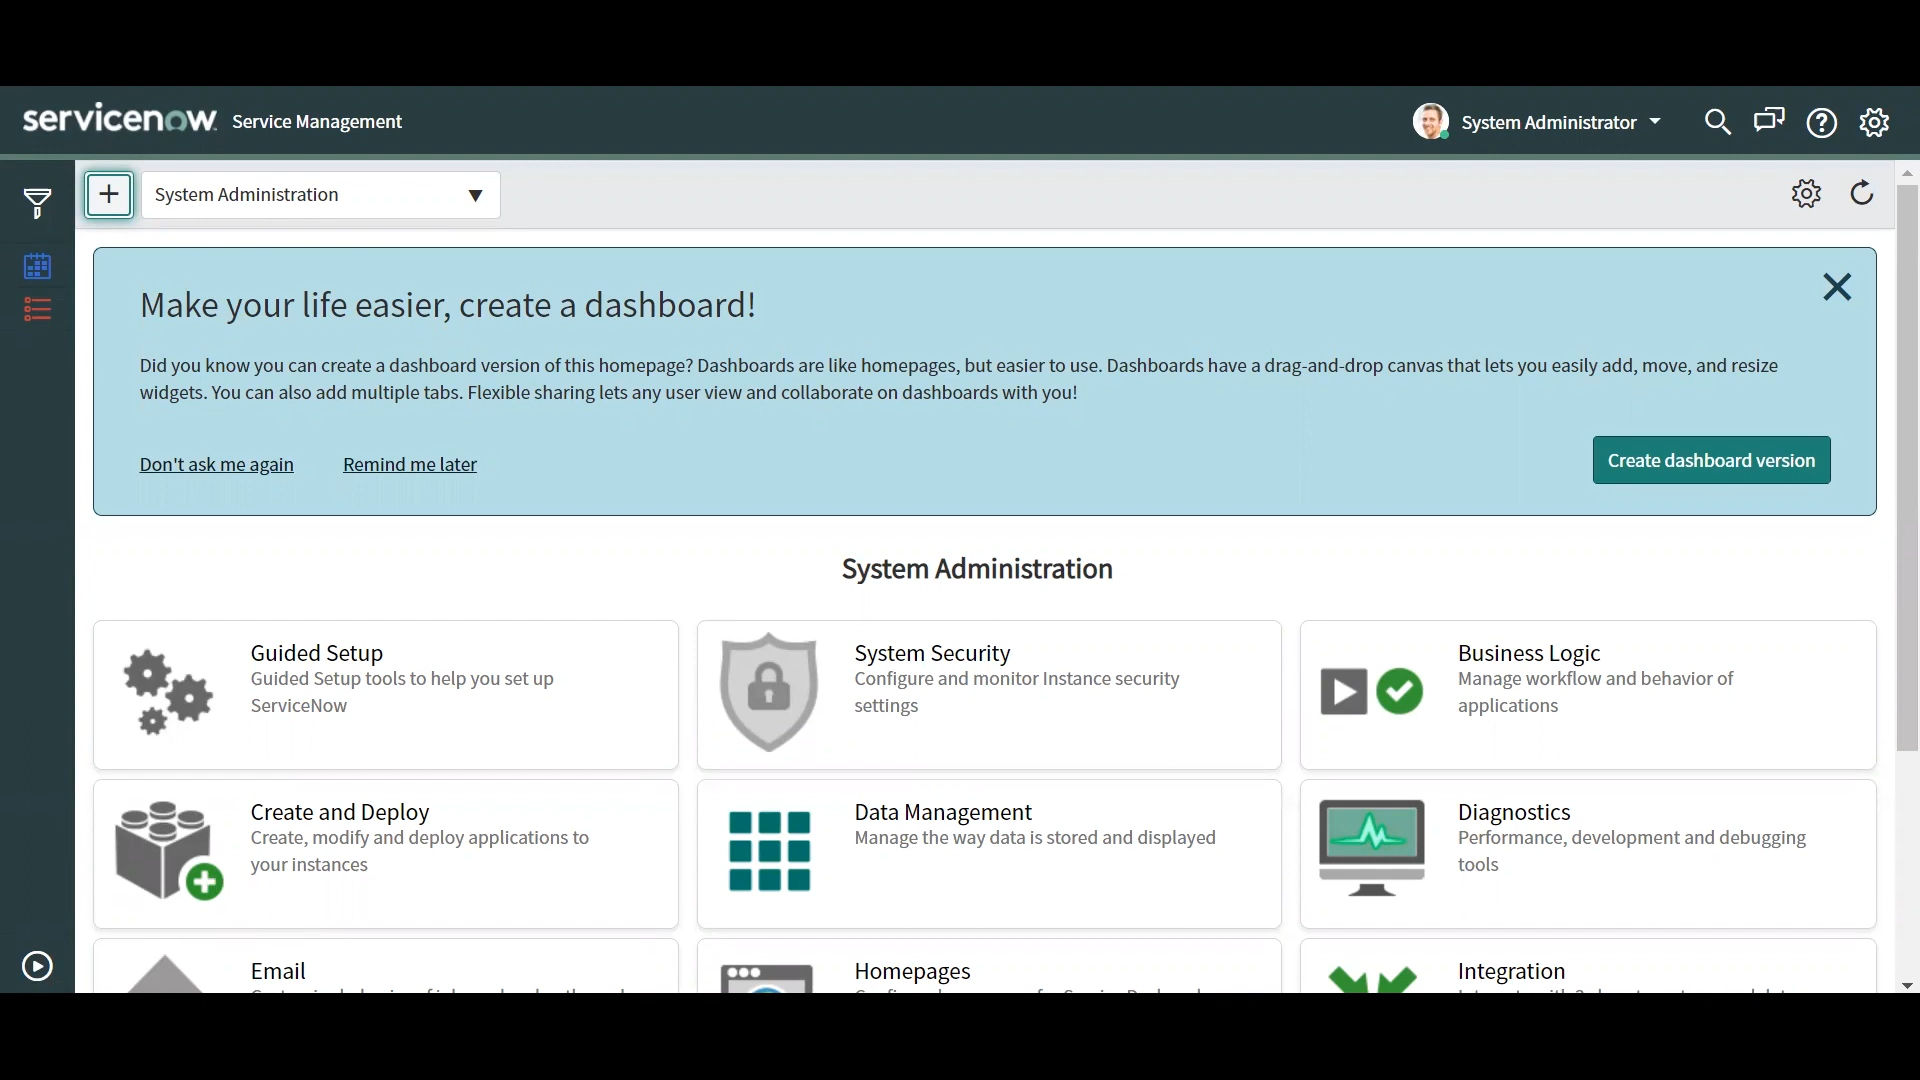 servicenow Service Management
System Administrator
System Administration
Make your life easier, create a dashboard!
Did you know you can create a dashboard version of this homepage? Dashboards are like homepages, but easier to use. Dashboards have a drag-and-drop canvas that lets you easily add, move, and resize
widgets. You can also add multiple tabs. Flexible sharing lets any user view and collaborate on dashboards with you!
Don't ask me again
Remind me later
Create dashboard version
System Administration
Guided Setup
Guided Setup tools to help you set up
ServiceNow
System Security
Configure and monitor Instance security
settings
Business Logic
Manage workflow and behavior of
applications
Create and Deploy
Create, modify and deploy applications to
your instances
Data Management
Manage the way data is stored and displayed
Diagnostics
Performance, development and debugging
tools
Email
Homepages
Integration